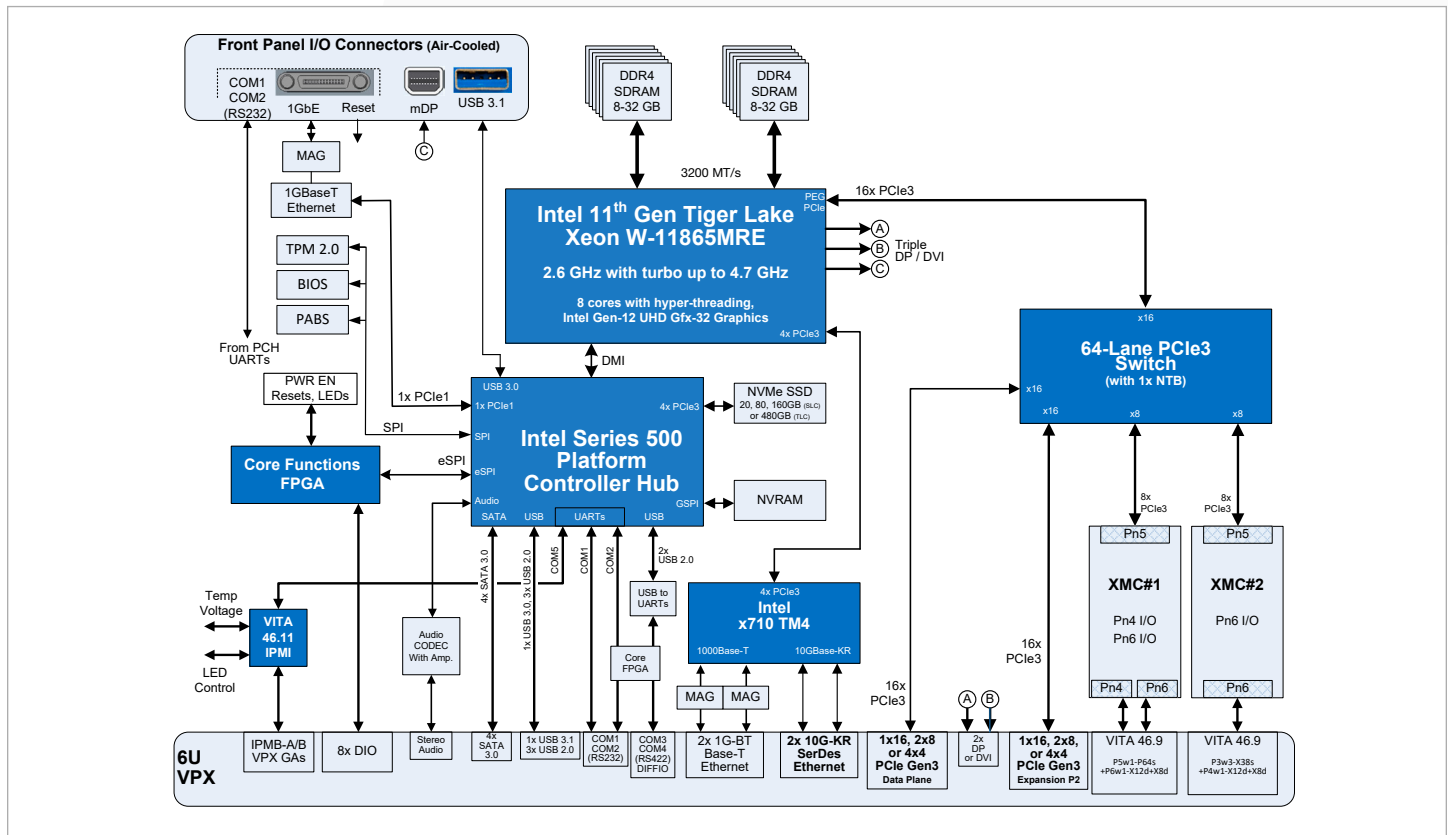 Front Panel I/O Connectors (Air-Cooled)
COM1
COM2
(RS232)
1GbE
Reset
mDP
USB 3.1
C
MAG
1GBaseT
Ethernet
TPM 2.0
BIOS
PABS
From PCH
UARTs
PWR EN
Resets, LEDs
1x PCIe1
SPI
eSPI
Core Functions
FPGA
DDR4
SDRAM
8-32 GB
DDR4
SDRAM
8-32 GB
3200 MT/s
PEG
PCIe
16x PCIe3
Intel 11th Gen Tiger Lake
Xeon W-11865MRE
2.6 GHz with turbo up to 4.7 GHz
8 cores with hyper-threading,
Intel Gen-12 UHD Gfx-32 Graphics
4x PCIe3
A
B
C
Triple
DP / DVI
DMI
USB 3.0
1x PCIe1
4x PCIe3
SPI
eSPI
Audio
GSPI
Intel Series 500
Platform
Controller Hub
SATA
USB
UARTs
USB
NVMe SSD
20, 80, 160GB (SLC)
or 480GB (TLC)
NVRAM
x16
64-Lane PCIe3
Switch
(with 1x NTB)
x16
x16
x8
x8
8x
PCIe3
8x
PCIe3
Pn5
XMC#1
Pn4 I/O
Pn6 I/O
Pn4
Pn6
Pn5
XMC#2
Pn6 I/O
Pn6
4x SATA 3.0
1x USB 3.0, 3x USB 2.0
COM5
COM1
COM2
2x
USB 2.0
USB to
UARTs
Core
FPGA
4x PCIe3
Intel
x710 TM4
1000Base-T
10GBase-KR
MAG
MAG
16x
PCIe3
16x
PCIe3
A
B
Temp
Voltage
LED
Control
VITA
46.11
IPMI
Audio
CODEC
With Amp.
6U
VPX
IPMB-A/B
VPX GAs
8x DIO
Stereo
Audio
4x
SATA
3.0
1x USB 3.1
3x USB 2.0
COM1
COM2
(RS232)
COM3
COM4
(RS422)
DIFFIO
2x 1G-BT
Base-T
Ethernet
2x 10G-KR
SerDes
Ethernet
1x16, 2x8
or 4x4
PCIe Gen3
Data Plane
2x
DP
or DVI
1x16, 2x8,
or 4x4
PCIe Gen3
Expansion P2
VITA 46.9
P5w1-P64s
+P6w1-X12d+X8d
VITA 46.9
P3w3-X38s
+P4w1-X12d+X8d